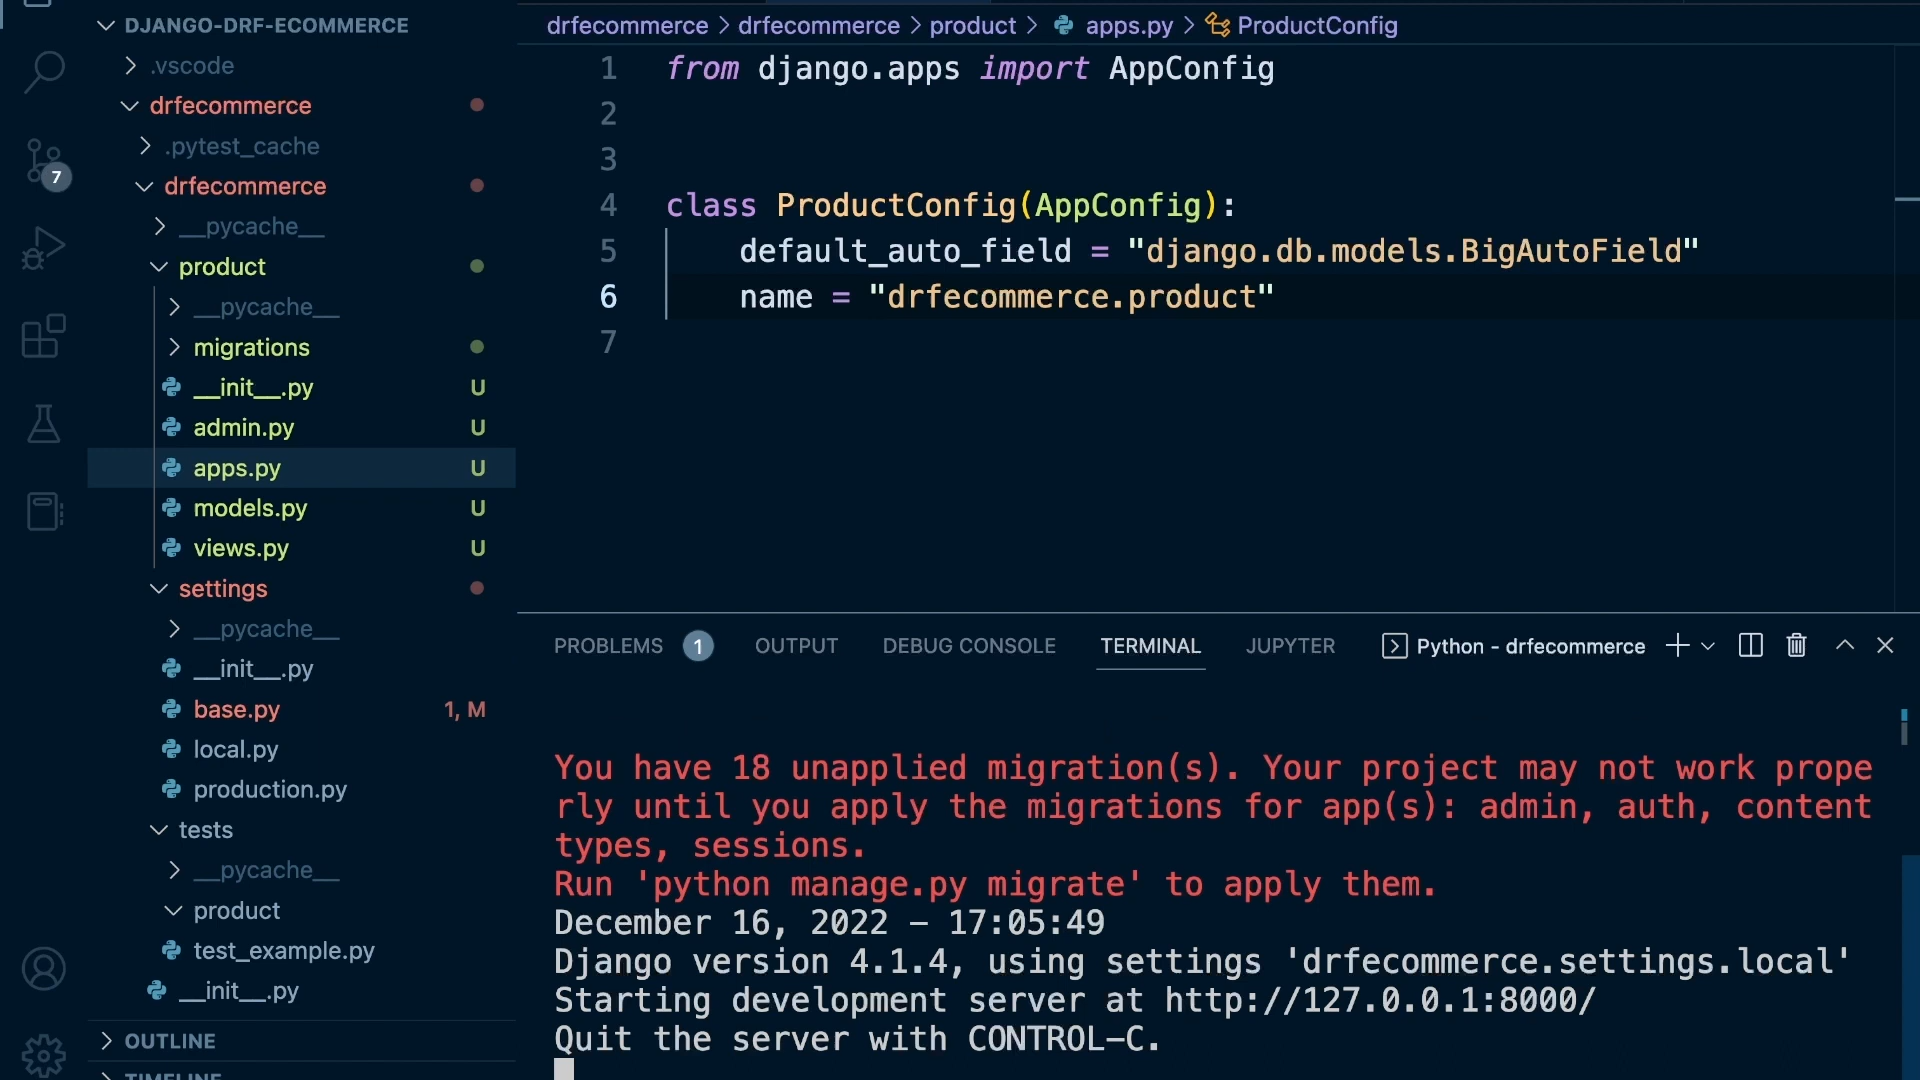 DJANGO-DRF-ECOMMERCE
.vscode
drfecommerce
.pytest_cache
drfecommerce
__pycache__
product
__pycache__
migrations
__init__.py U
admin.py U
apps.py U
models.py U
views.py U
settings
__pycache__
__init__.py
base.py 1, M
local.py
production.py
tests
__pycache__
product
test_example.py
__init__.py
OUTLINE
TIMELINE
7
drfecommerce > drfecommerce > product > apps.py > ProductConfig
1 from django.apps import AppConfig
2
3
4 class ProductConfig(AppConfig):
5 default_auto_field = "django.db.models.BigAutoField"
6 name = "drfecommerce.product"
7
PROBLEMS 1 OUTPUT DEBUG CONSOLE TERMINAL JUPYTER Python - drfecommerce
You have 18 unapplied migration(s). Your project may not work prope
rly until you apply the migrations for app(s): admin, auth, content
types, sessions.
Run 'python manage.py migrate' to apply them.
December 16, 2022 - 17:05:49
Django version 4.1.4, using settings 'drfecommerce.settings.local'
Starting development server at http://127.0.0.1:8000/
Quit the server with CONTROL-C.